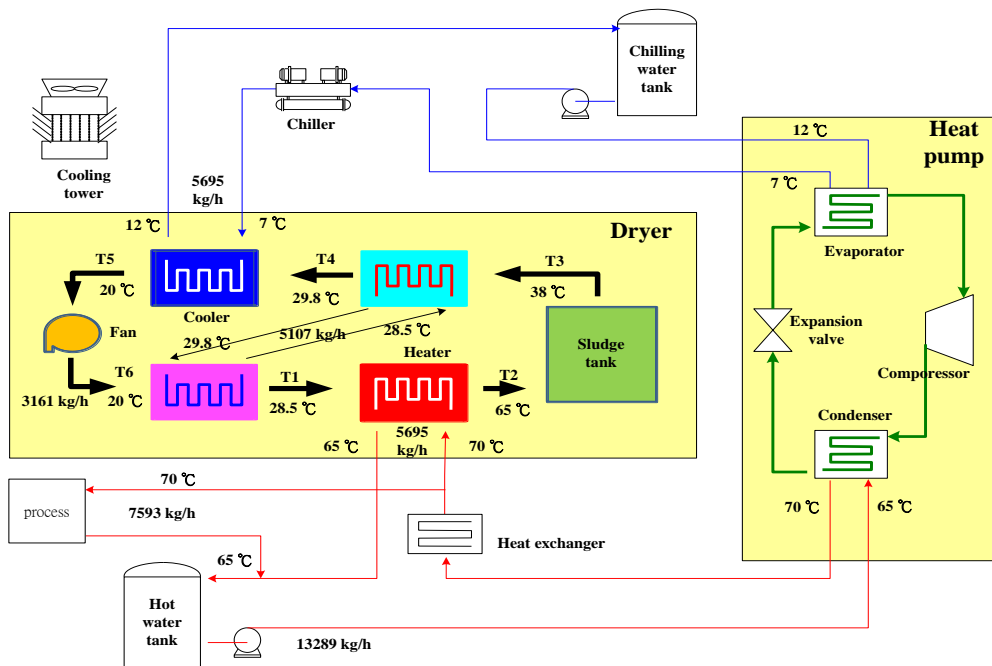 Chilling
water
tank
Chiller
Cooling
tower
Heat
pump
12 ℃
7 ℃
Evaporator
Expansion
valve
Comporessor
Condenser
70 ℃
65 ℃
5695
kg/h
12 ℃
7 ℃
Dryer
T5
20 ℃
T4
29.8 ℃
T3
38 ℃
Cooler
Fan
29.8 ℃
5107 kg/h
28.5 ℃
Heater
Sludge
tank
3161 kg/h
T6
20 ℃
T1
28.5 ℃
T2
65 ℃
65 ℃
5695
kg/h
70 ℃
70 ℃
process
7593 kg/h
65 ℃
Heat exchanger
Hot
water
tank
13289 kg/h